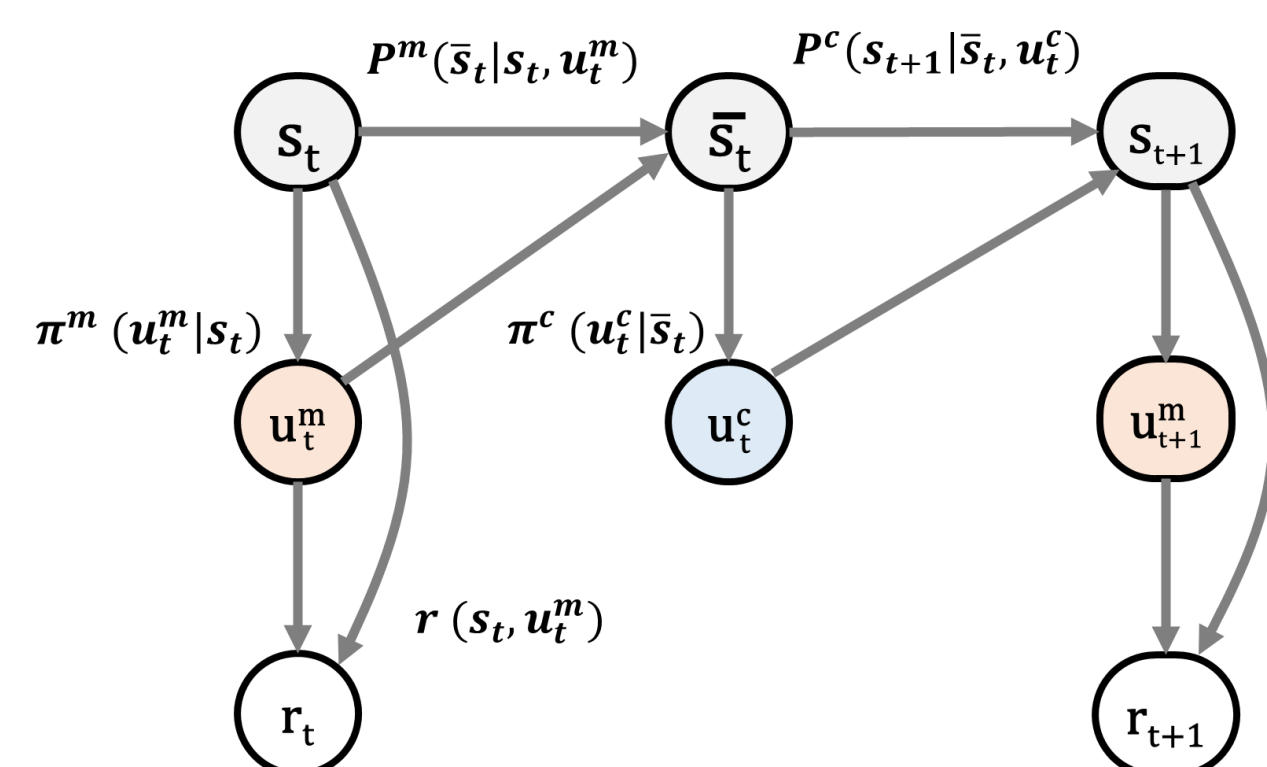 P^m(s̄_t|s_t, u_t^m)
P^c(s_{t+1}|s̄_t, u_t^c)
s_t
s̄_t
s_{t+1}
π^m (u_t^m|s_t)
π^c (u_t^c|s̄_t)
u_t^m
u_t^c
u_{t+1}^m
r (s_t, u_t^m)
r_t
r_{t+1}